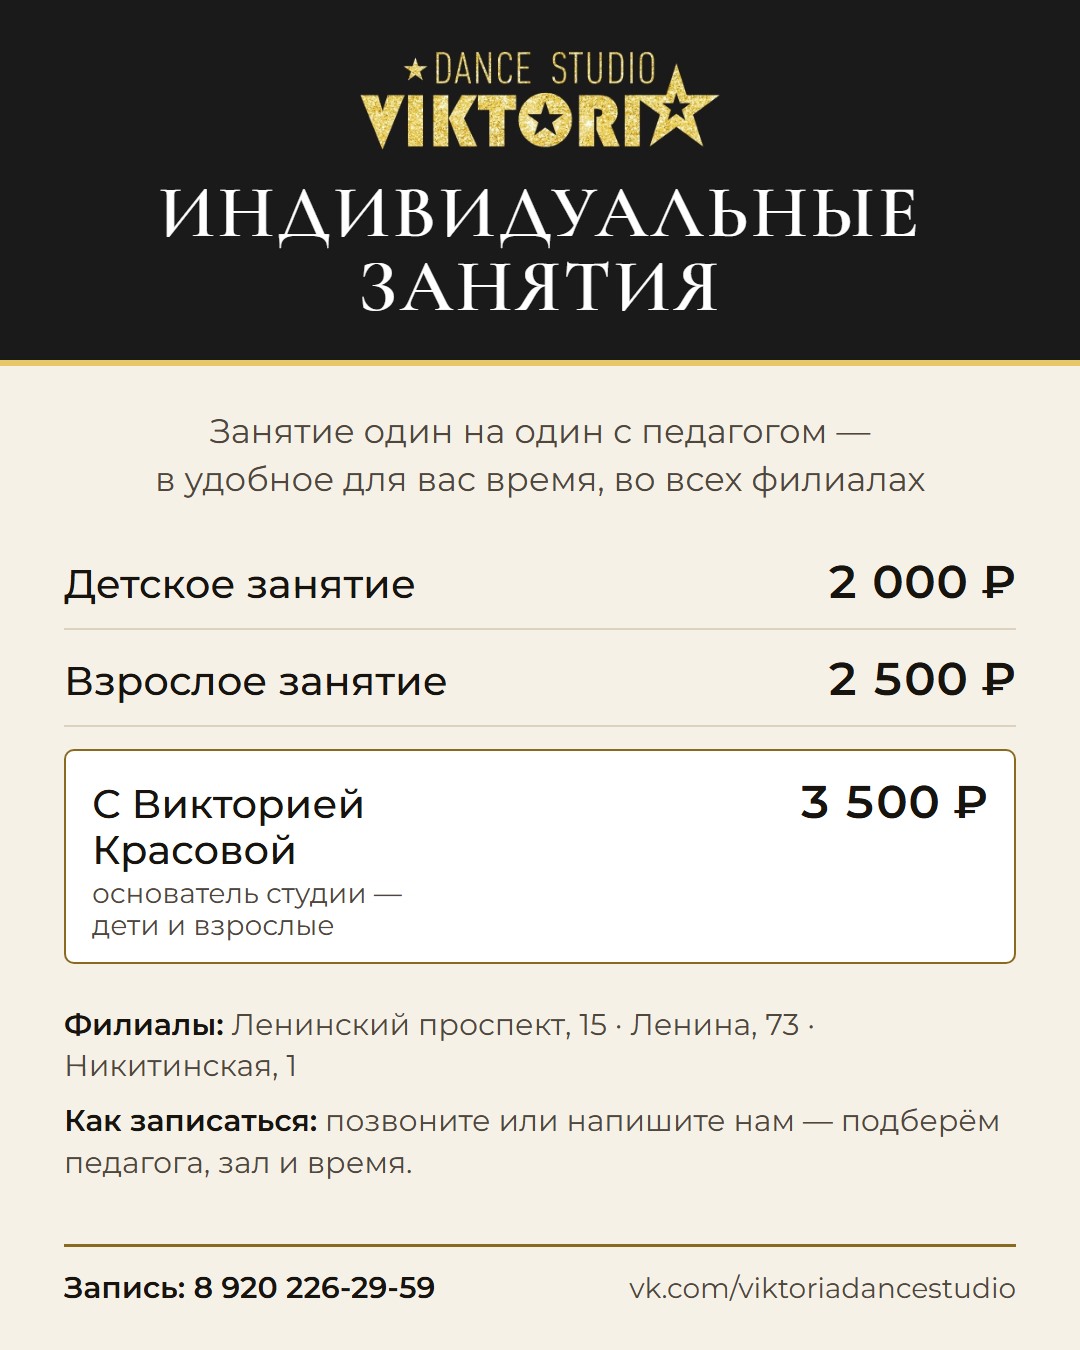 DANCE STUDIO
VIKTORIA
ИНДИВИДУАЛЬНЫЕ
ЗАНЯТИЯ
Занятие один на один с педагогом —
в удобное для вас время, во всех филиалах
Детское занятие 2 000 ₽
Взрослое занятие 2 500 ₽
С Викторией 3 500 ₽
Красовой
основатель студии —
дети и взрослые
Филиалы: Ленинский проспект, 15 · Ленина, 73 ·
Никитинская, 1
Как записаться: позвоните или напишите нам — подберём
педагога, зал и время.
Запись: 8 920 226-29-59 vk.com/viktoriadancestudio